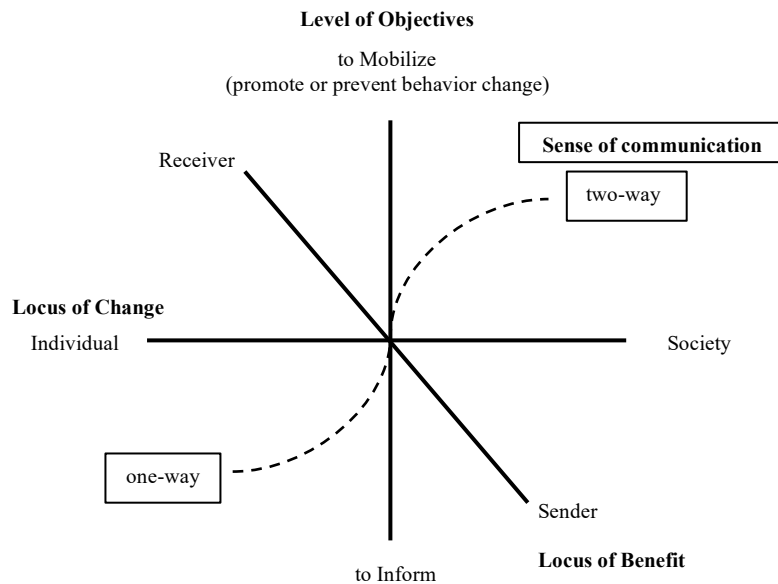 Level of Objectives
to Mobilize
(promote or prevent behavior change)
Sense of communication
Receiver
two-way
Locus of Change
Individual
Society
one-way
Sender
Locus of Benefit
to Inform